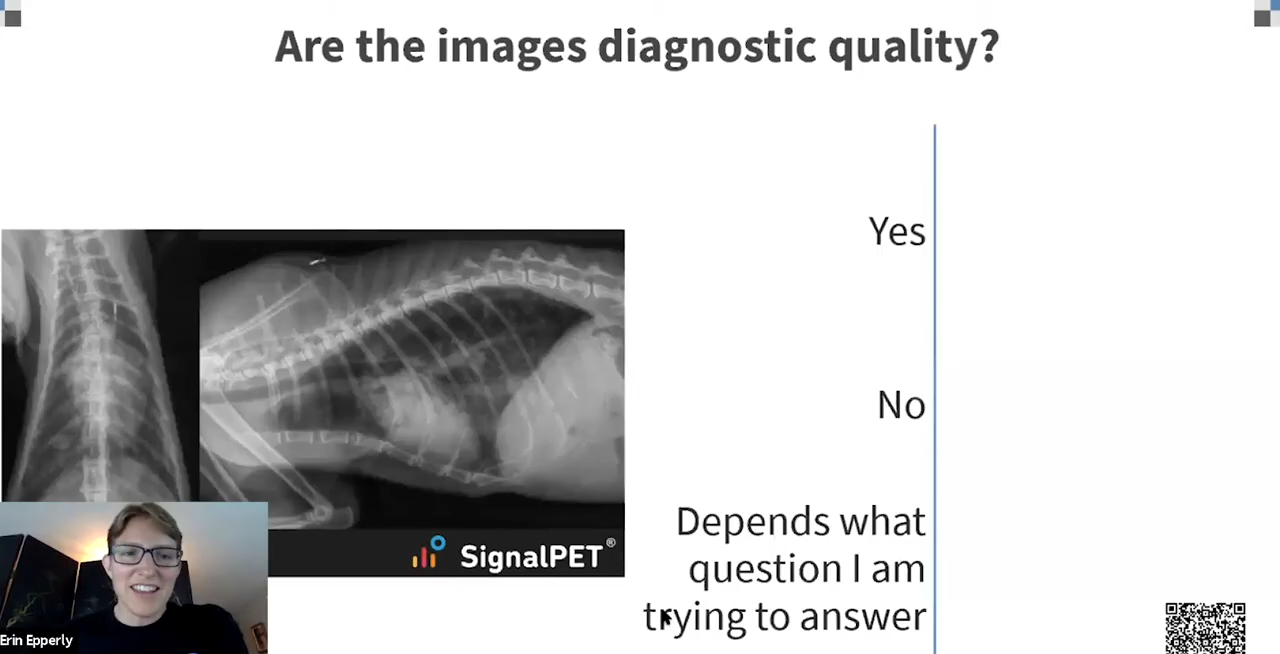 Are the images diagnostic quality?
Yes
No
Depends what
question I am
trying to answer
SignalPET®
Erin Epperly